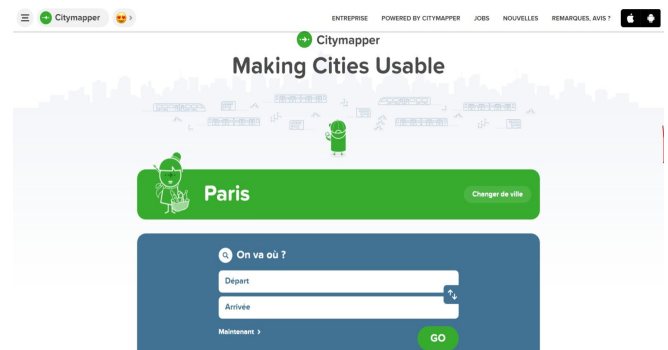 Citymapper
ENTREPRISE POWERED BY CITYMAPPER JOBS NOUVELLES REMARQUES, AVIS ?
Citymapper
Making Cities Usable
Paris
Changer de ville
On va où ?
Départ
Arrivée
Maintenant >
GO